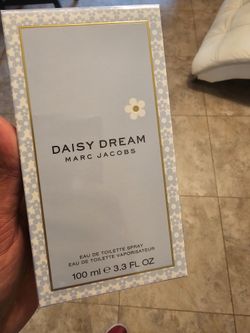 DAISY DREAM
MARC JACOBS
EAU DE TOILETTE SPRAY
EAU DE TOILETTE VAPORISATEUR
100 ml ℮ 3.3 FL OZ